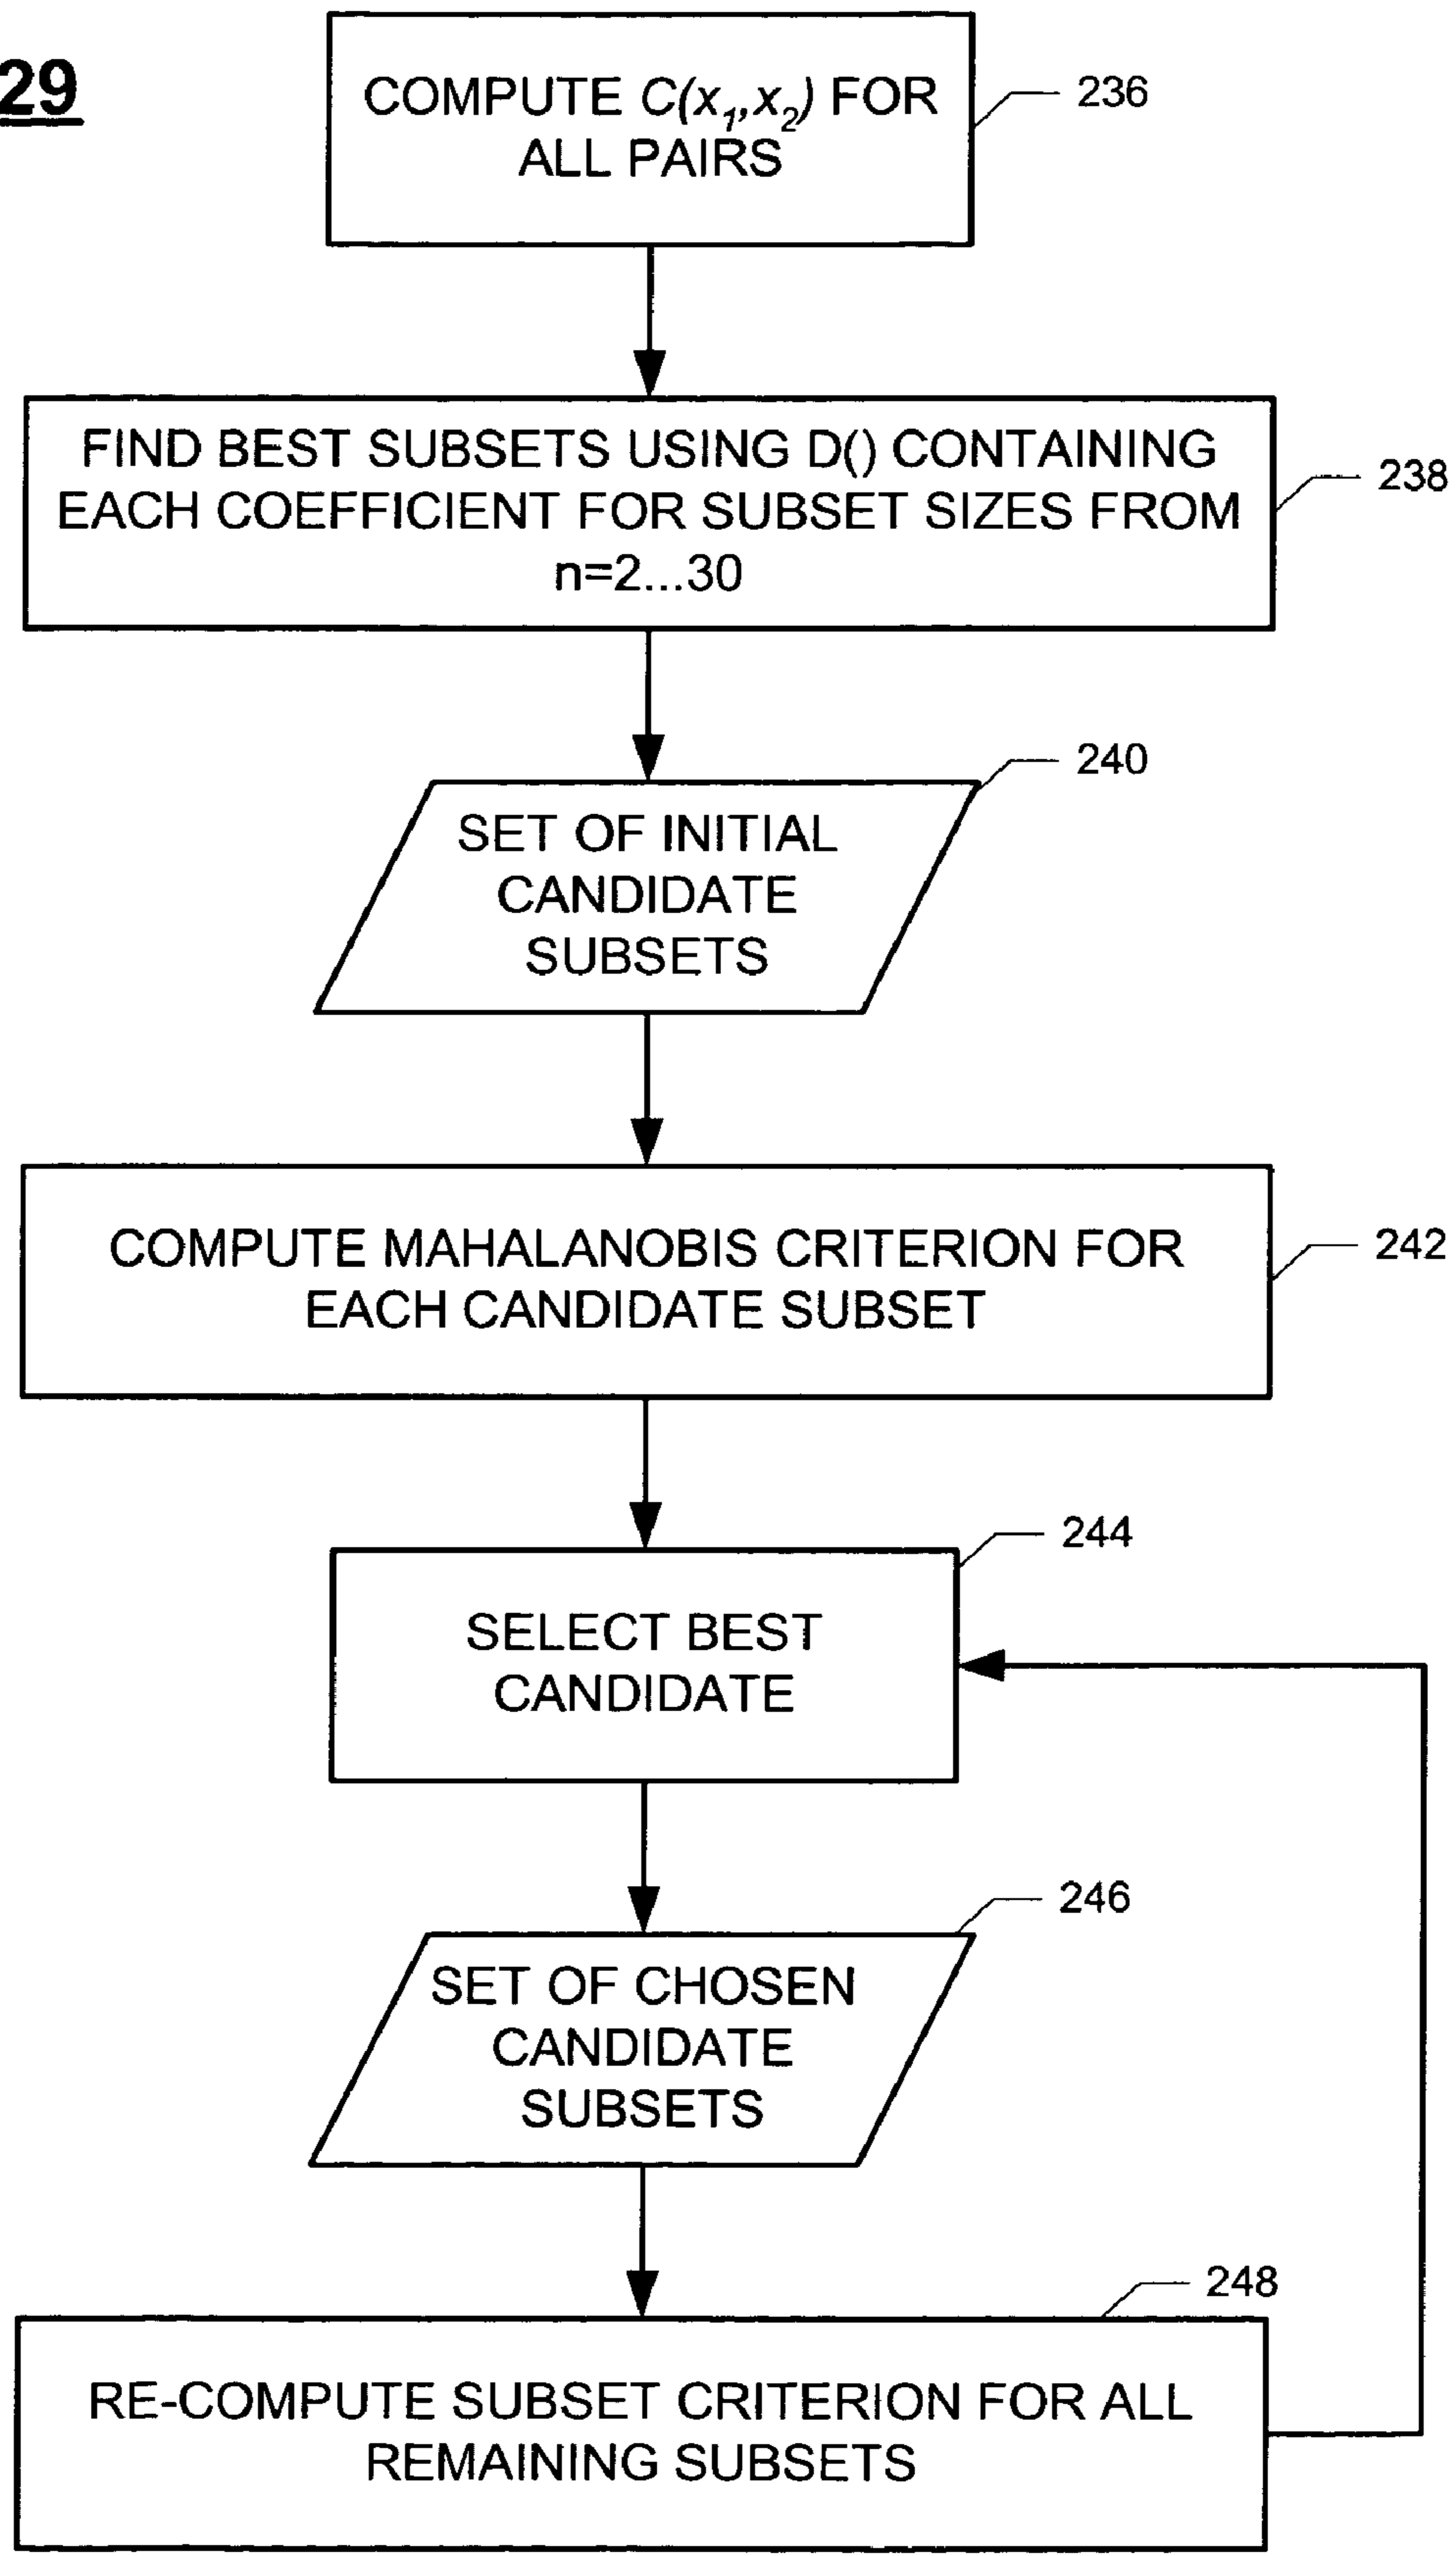 29
COMPUTE C(x1,x2) FOR
ALL PAIRS
236
FIND BEST SUBSETS USING D() CONTAINING
EACH COEFFICIENT FOR SUBSET SIZES FROM
n=2...30
238
240
SET OF INITIAL
CANDIDATE
SUBSETS
COMPUTE MAHALANOBIS CRITERION FOR
EACH CANDIDATE SUBSET
242
244
SELECT BEST
CANDIDATE
246
SET OF CHOSEN
CANDIDATE
SUBSETS
248
RE-COMPUTE SUBSET CRITERION FOR ALL
REMAINING SUBSETS